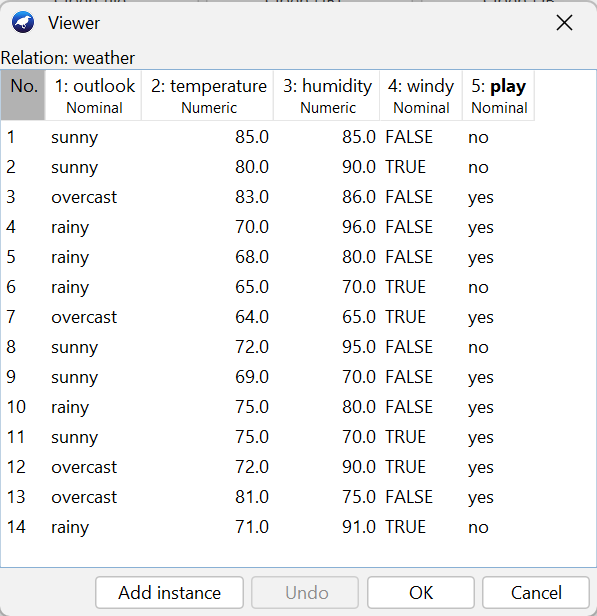 Viewer
Relation: weather
No. 1: outlook 2: temperature 3: humidity 4: windy 5: play
Nominal Numeric Numeric Nominal Nominal
1 sunny 85.0 85.0 FALSE no
2 sunny 80.0 90.0 TRUE no
3 overcast 83.0 86.0 FALSE yes
4 rainy 70.0 96.0 FALSE yes
5 rainy 68.0 80.0 FALSE yes
6 rainy 65.0 70.0 TRUE no
7 overcast 64.0 65.0 TRUE yes
8 sunny 72.0 95.0 FALSE no
9 sunny 69.0 70.0 FALSE yes
10 rainy 75.0 80.0 FALSE yes
11 sunny 75.0 70.0 TRUE yes
12 overcast 72.0 90.0 TRUE yes
13 overcast 81.0 75.0 FALSE yes
14 rainy 71.0 91.0 TRUE no
Add instance Undo OK Cancel